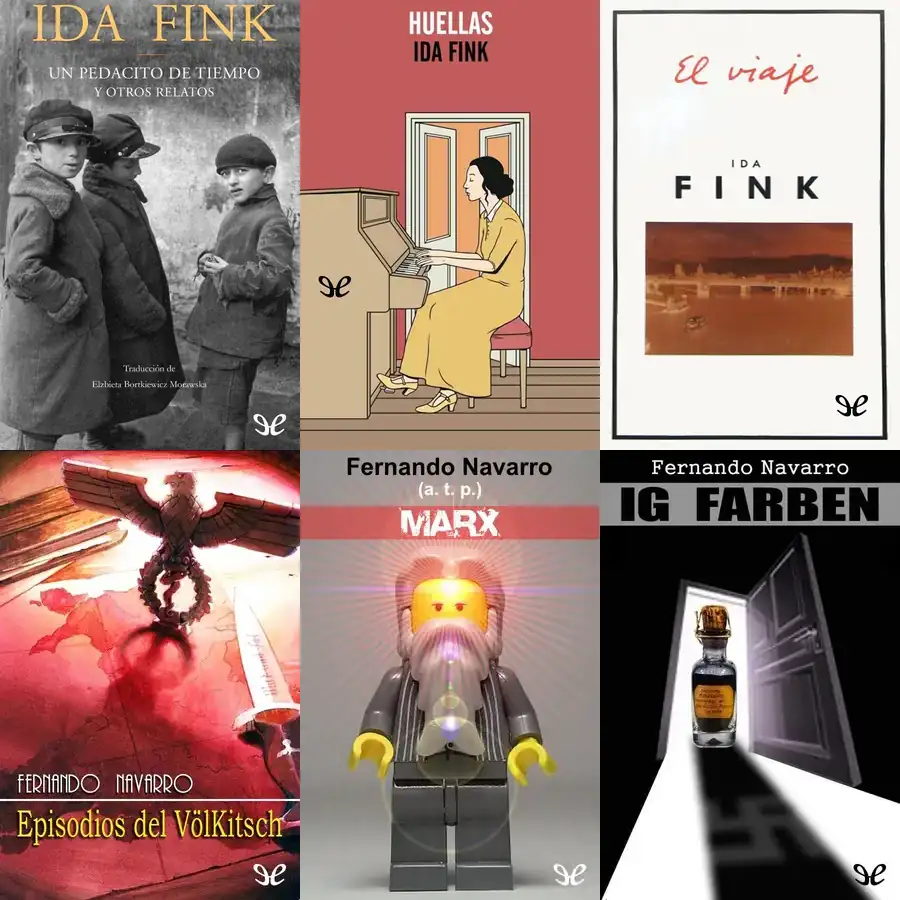 IDA FINK
UN PEDACITO DE TIEMPO
Y OTROS RELATOS
Traducción de
Elzbieta Bortkiewicz Morawska
HUELLAS
IDA FINK
El viaje
IDA
FINK
FERNANDO NAVARRO
Episodios del VölKitsch
Fernando Navarro
(a. t. p.)
MARX
Fernando Navarro
IG FARBEN